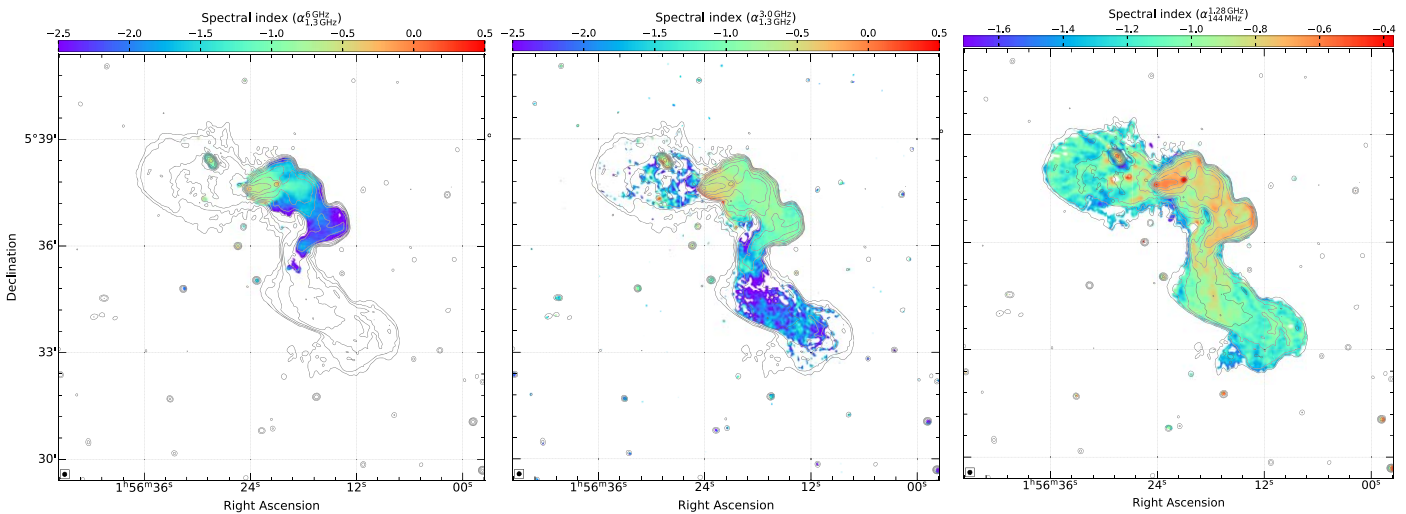 Spectral index (α_{1.3 GHz}^{6 GHz})
−2.5 −2.0 −1.5 −1.0 −0.5 0.0 0.5
5°39'
36'
33'
30'
Declination
1ʰ56ᵐ36ˢ 24ˢ 12ˢ 00ˢ
Right Ascension
Spectral index (α_{1.3 GHz}^{3.0 GHz})
−2.5 −2.0 −1.5 −1.0 −0.5 0.0 0.5
1ʰ56ᵐ36ˢ 24ˢ 12ˢ 00ˢ
Right Ascension
Spectral index (α_{144 MHz}^{1.28 GHz})
−1.6 −1.4 −1.2 −1.0 −0.8 −0.6 −0.4
1ʰ56ᵐ36ˢ 24ˢ 12ˢ 00ˢ
Right Ascension